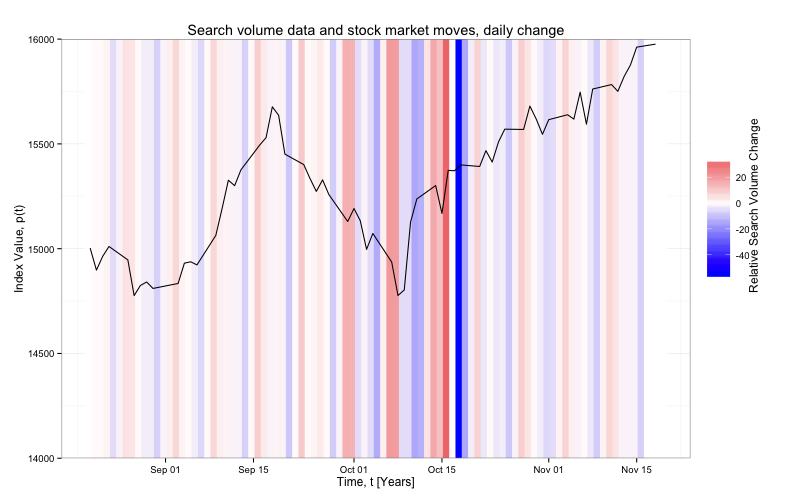 Search volume data and stock market moves, daily change
16000
15500
15000
14500
14000
Index Value, p(t)
Sep 01
Sep 15
Oct 01
Oct 15
Nov 01
Nov 15
Time, t [Years]
20
0
-20
-40
Relative Search Volume Change